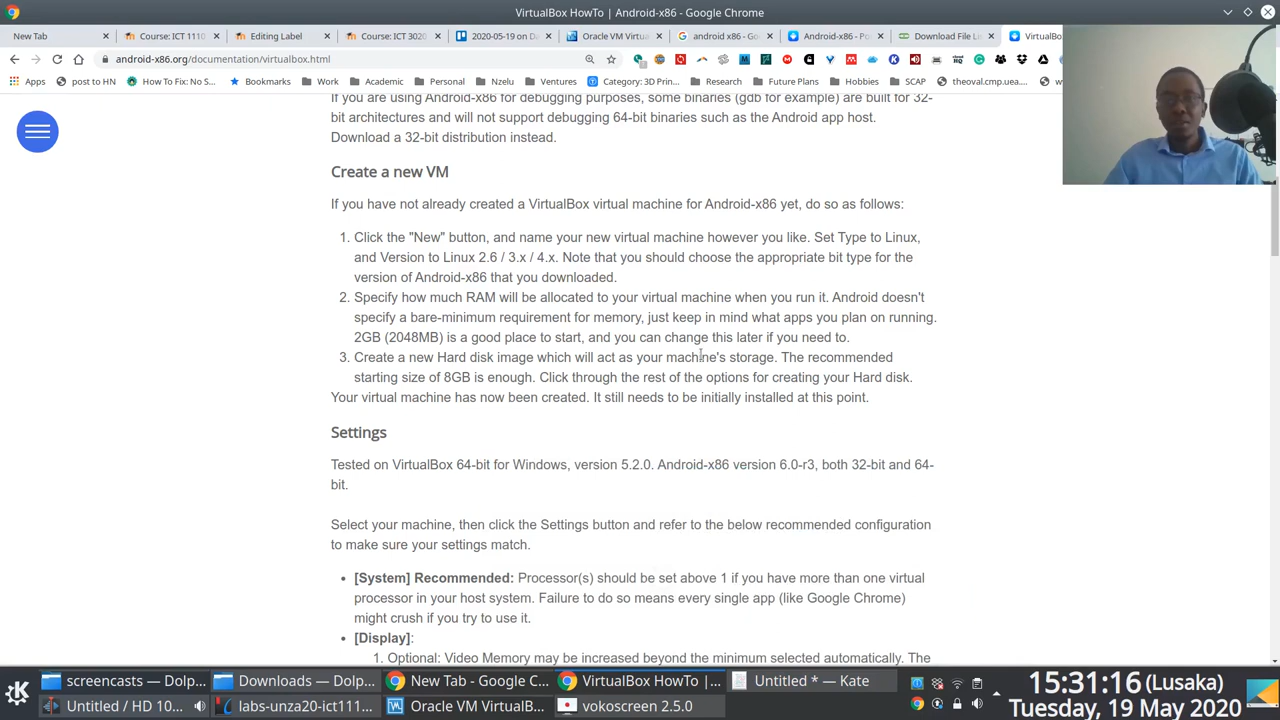 VirtualBox HowTo | Android-x86 - Google Chrome
New Tab
Course: ICT 1110
Editing Label
Course: ICT 3020
2020-05-19 on D
Oracle VM Virtua
android x86 - Go
Android-x86 - Po
Download File Li
VirtualBo
android-x86.org/documentation/virtualbox.html
Apps
post to HN
How To Fix: No S...
Bookmarks
Work
Academic
Personal
Nzelu
Ventures
Category: 3D Prin...
Research
Future Plans
Hobbies
SCAP
theoval.cmp.uea....
If you are using Android-x86 for debugging purposes, some binaries (gdb for example) are built for 32-
bit architectures and will not support debugging 64-bit binaries such as the Android app host.
Download a 32-bit distribution instead.
Create a new VM
If you have not already created a VirtualBox virtual machine for Android-x86 yet, do so as follows:
1. Click the "New" button, and name your new virtual machine however you like. Set Type to Linux,
and Version to Linux 2.6 / 3.x / 4.x. Note that you should choose the appropriate bit type for the
version of Android-x86 that you downloaded.
2. Specify how much RAM will be allocated to your virtual machine when you run it. Android doesn't
specify a bare-minimum requirement for memory, just keep in mind what apps you plan on running.
2GB (2048MB) is a good place to start, and you can change this later if you need to.
3. Create a new Hard disk image which will act as your machine's storage. The recommended
starting size of 8GB is enough. Click through the rest of the options for creating your Hard disk.
Your virtual machine has now been created. It still needs to be initially installed at this point.
Settings
Tested on VirtualBox 64-bit for Windows, version 5.2.0. Android-x86 version 6.0-r3, both 32-bit and 64-
bit.
Select your machine, then click the Settings button and refer to the below recommended configuration
to make sure your settings match.
• [System] Recommended: Processor(s) should be set above 1 if you have more than one virtual
processor in your host system. Failure to do so means every single app (like Google Chrome)
might crush if you try to use it.
• [Display]:
1. Optional: Video Memory may be increased beyond the minimum selected automatically. The
screencasts — Dolp...
Downloads — Dolp...
New Tab - Google C...
VirtualBox HowTo | ...
Untitled * — Kate
Untitled / HD 10...
labs-unza20-ict111...
Oracle VM VirtualB...
vokoscreen 2.5.0
15:31:16 (Lusaka)
Tuesday, 19 May 2020